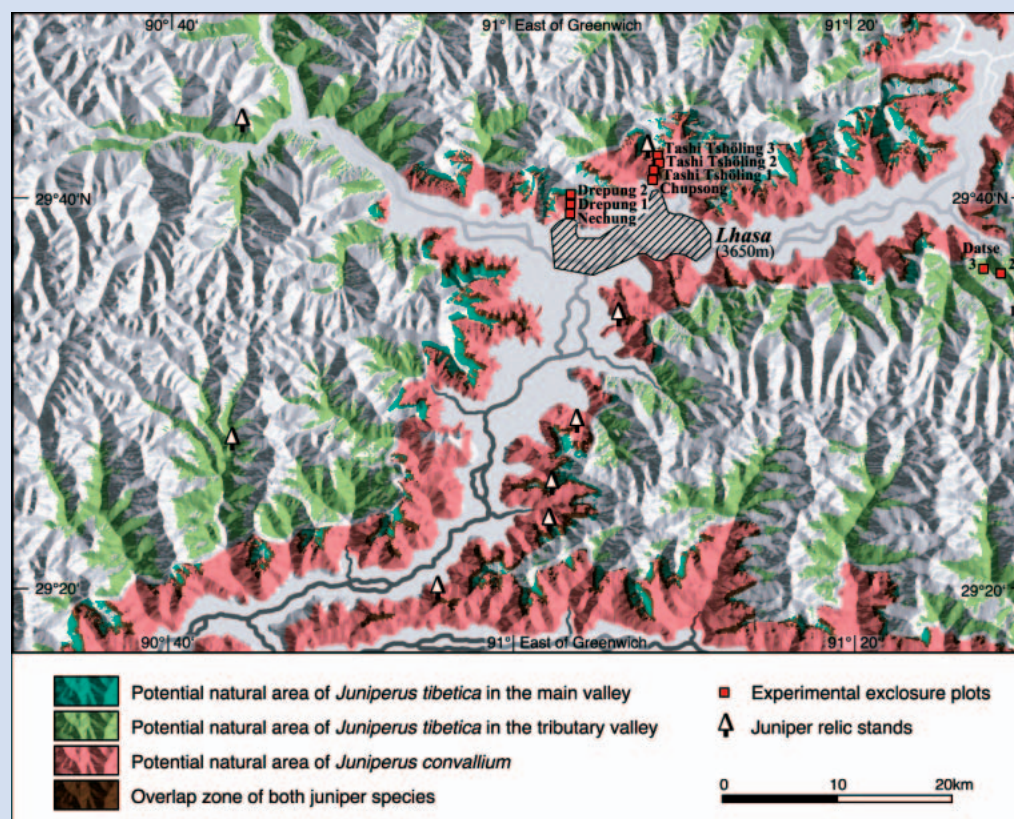 90° 40'
91° East of Greenwich
91° 20'
Tashi Tshöling 3
Tashi Tshöling 2
Tashi Tshöling 1
Chupsong
Drepung 2
Drepung 1
Nechung
29°40'N
29°40'N
Lhasa
(3650m)
Datse
3
2
1
29°20'
29°20'
90° 40'
91° East of Greenwich
91° 20'
Potential natural area of Juniperus tibetica in the main valley
Potential natural area of Juniperus tibetica in the tributary valley
Potential natural area of Juniperus convallium
Overlap zone of both juniper species
Experimental exclosure plots
Juniper relic stands
0 10 20km